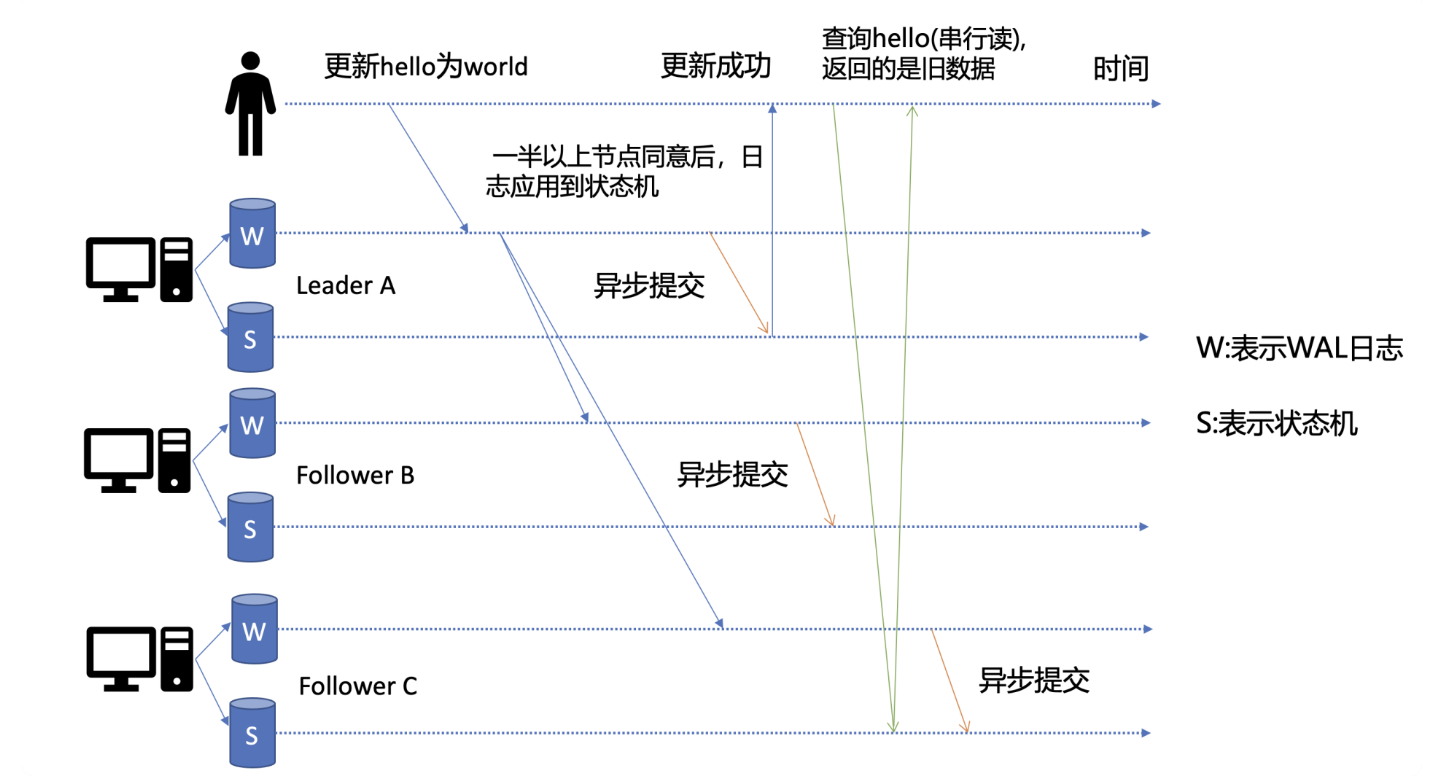 更新hello为world
更新成功
查询hello(串行读),
返回的是旧数据
时间
一半以上节点同意后，日
志应用到状态机
W
Leader A
异步提交
S
W:表示WAL日志
W
S:表示状态机
Follower B
异步提交
S
W
Follower C
异步提交
S